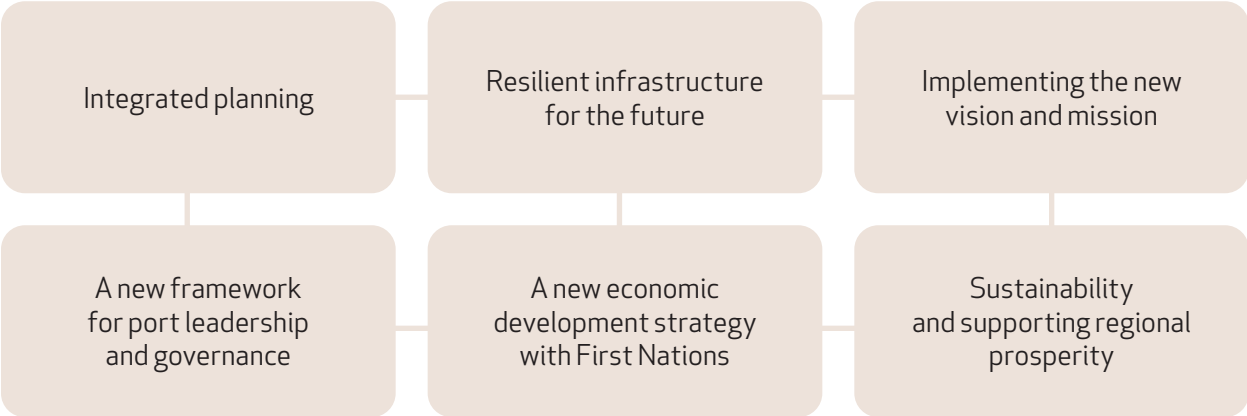 Integrated planning
Resilient infrastructure
for the future
Implementing the new
vision and mission
A new framework
for port leadership
and governance
A new economic
development strategy
with First Nations
Sustainability
and supporting regional
prosperity